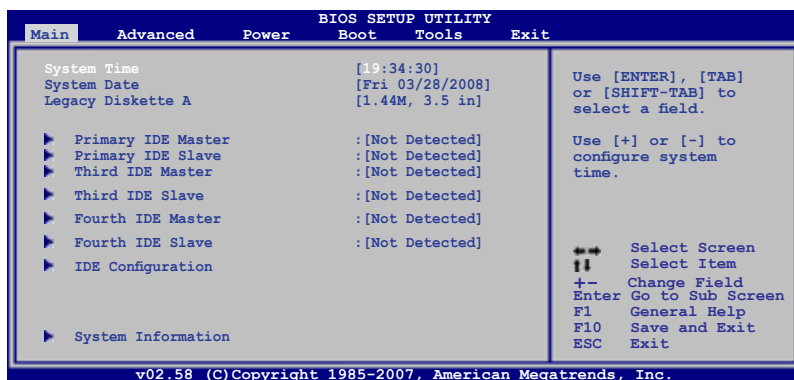 BIOS SETUP UTILITY
Main Advanced Power Boot Tools Exit
System Time [19:34:30]
System Date [Fri 03/28/2008]
Legacy Diskette A [1.44M, 3.5 in]
Primary IDE Master :[Not Detected]
Primary IDE Slave :[Not Detected]
Third IDE Master :[Not Detected]
Third IDE Slave :[Not Detected]
Fourth IDE Master :[Not Detected]
Fourth IDE Slave :[Not Detected]
IDE Configuration
System Information
Use [ENTER], [TAB]
or [SHIFT-TAB] to
select a field.
Use [+] or [-] to
configure system
time.
Select Screen
Select Item
+- Change Field
Enter Go to Sub Screen
F1 General Help
F10 Save and Exit
ESC Exit
v02.58 (C)Copyright 1985-2007, American Megatrends, Inc.